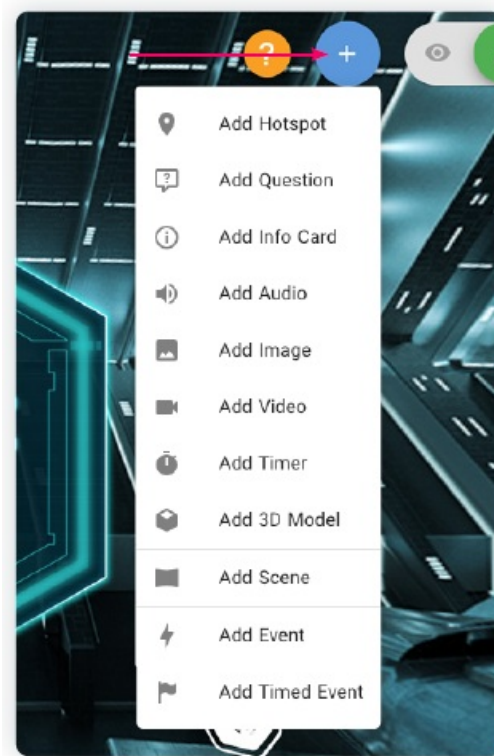 ?
+
Add Hotspot
Add Question
Add Info Card
Add Audio
Add Image
Add Video
Add Timer
Add 3D Model
Add Scene
Add Event
Add Timed Event